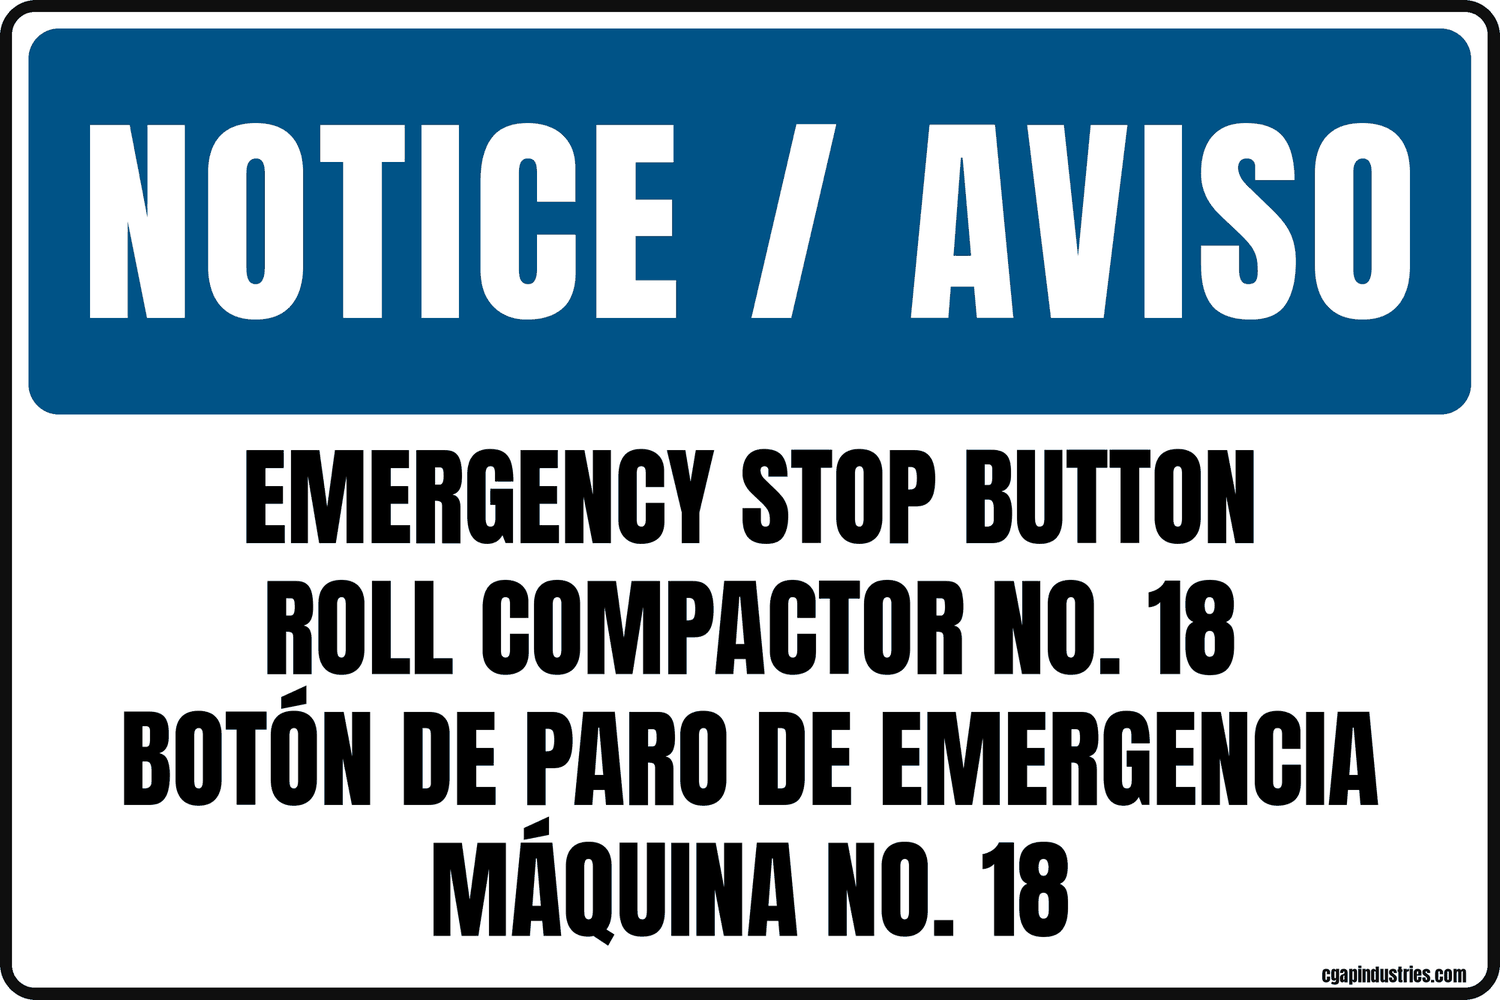 NOTICE / AVISO
EMERGENCY STOP BUTTON
ROLL COMPACTOR NO. 18
BOTÓN DE PARO DE EMERGENCIA
MÁQUINA NO. 18
cgapindustries.com